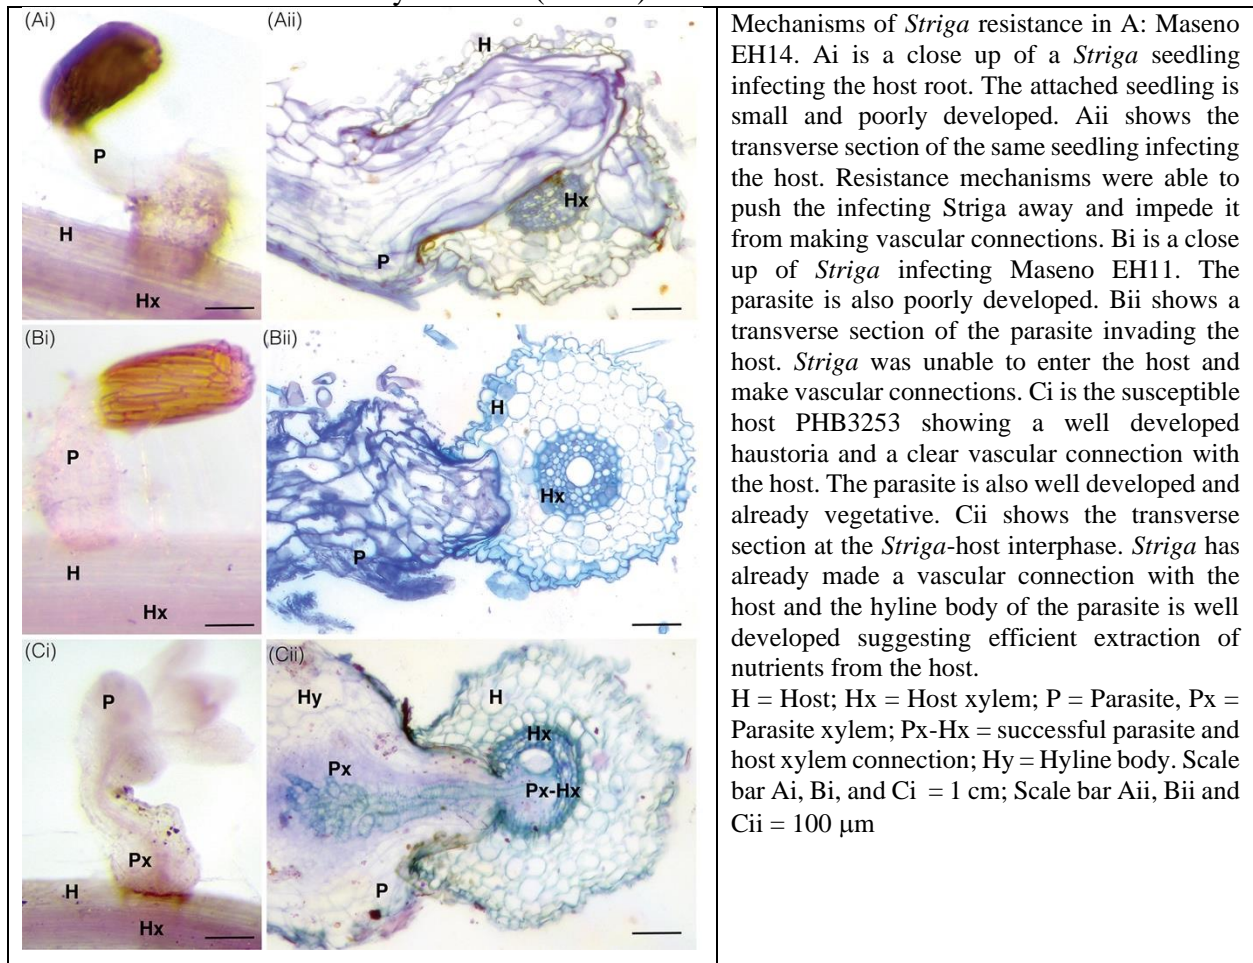 (Ai)
P
H
Hx
(Aii)
H
Hx
P
(Bi)
P
H
Hx
(Bii)
H
Hx
P
(Ci)
P
Px
H
Hx
(Cii)
Hy
H
Hx
Px
Px-Hx
P
Mechanisms of Striga resistance in A: Maseno
EH14. Ai is a close up of a Striga seedling
infecting the host root. The attached seedling is
small and poorly developed. Aii shows the
transverse section of the same seedling infecting
the host. Resistance mechanisms were able to
push the infecting Striga away and impede it
from making vascular connections. Bi is a close
up of Striga infecting Maseno EH11. The
parasite is also poorly developed. Bii shows a
transverse section of the parasite invading the
host. Striga was unable to enter the host and
make vascular connections. Ci is the susceptible
host PHB3253 showing a well developed
haustoria and a clear vascular connection with
the host. The parasite is also well developed and
already vegetative. Cii shows the transverse
section at the Striga-host interphase. Striga has
already made a vascular connection with the
host and the hyline body of the parasite is well
developed suggesting efficient extraction of
nutrients from the host.
H = Host; Hx = Host xylem; P = Parasite, Px =
Parasite xylem; Px-Hx = successful parasite and
host xylem connection; Hy = Hyline body. Scale
bar Ai, Bi, and Ci = 1 cm; Scale bar Aii, Bii and
Cii = 100 μm